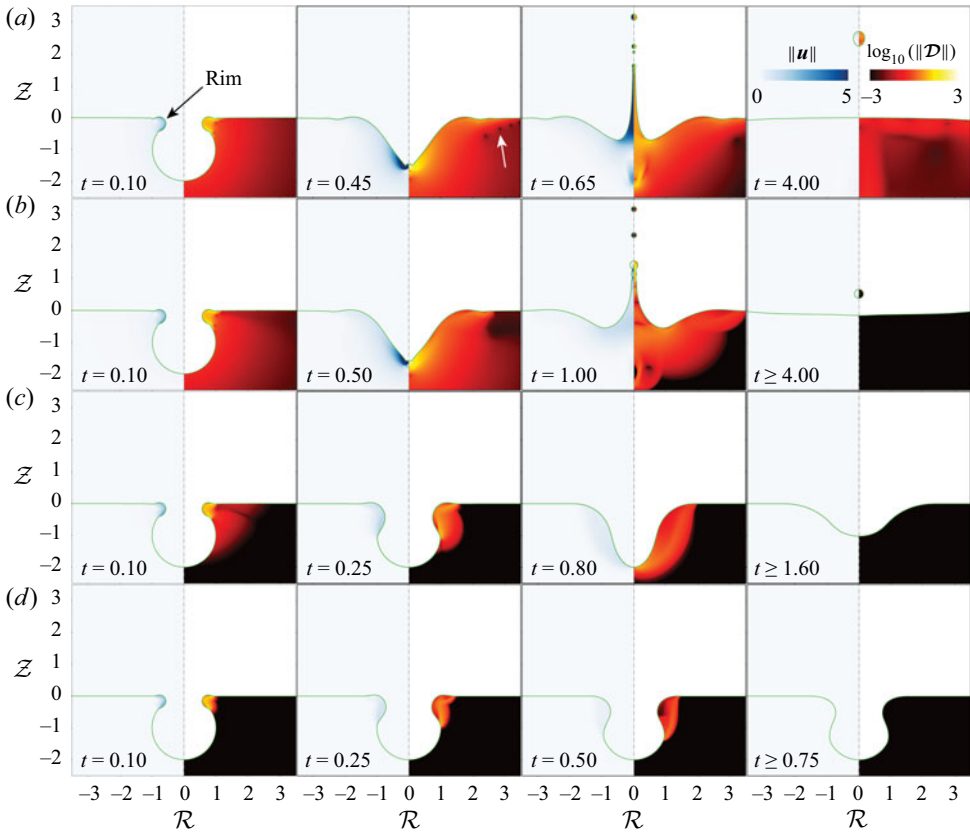 (a)
3
2
1
0
–1
–2
𝒵
Rim
t = 0.10
t = 0.45
t = 0.65
‖u‖
0 5
log₁₀(‖𝒟‖)
–3 3
t = 4.00
(b)
3
2
1
0
–1
–2
𝒵
t = 0.10
t = 0.50
t = 1.00
t ≥ 4.00
(c)
3
2
1
0
–1
–2
𝒵
t = 0.10
t = 0.25
t = 0.80
t ≥ 1.60
(d)
3
2
1
0
–1
–2
𝒵
t = 0.10
t = 0.25
t = 0.50
t ≥ 0.75
–3 –2 –1 0 1 2 3
–3 –2 –1 0 1 2 3
–3 –2 –1 0 1 2 3
–3 –2 –1 0 1 2 3
ℛ
ℛ
ℛ
ℛ